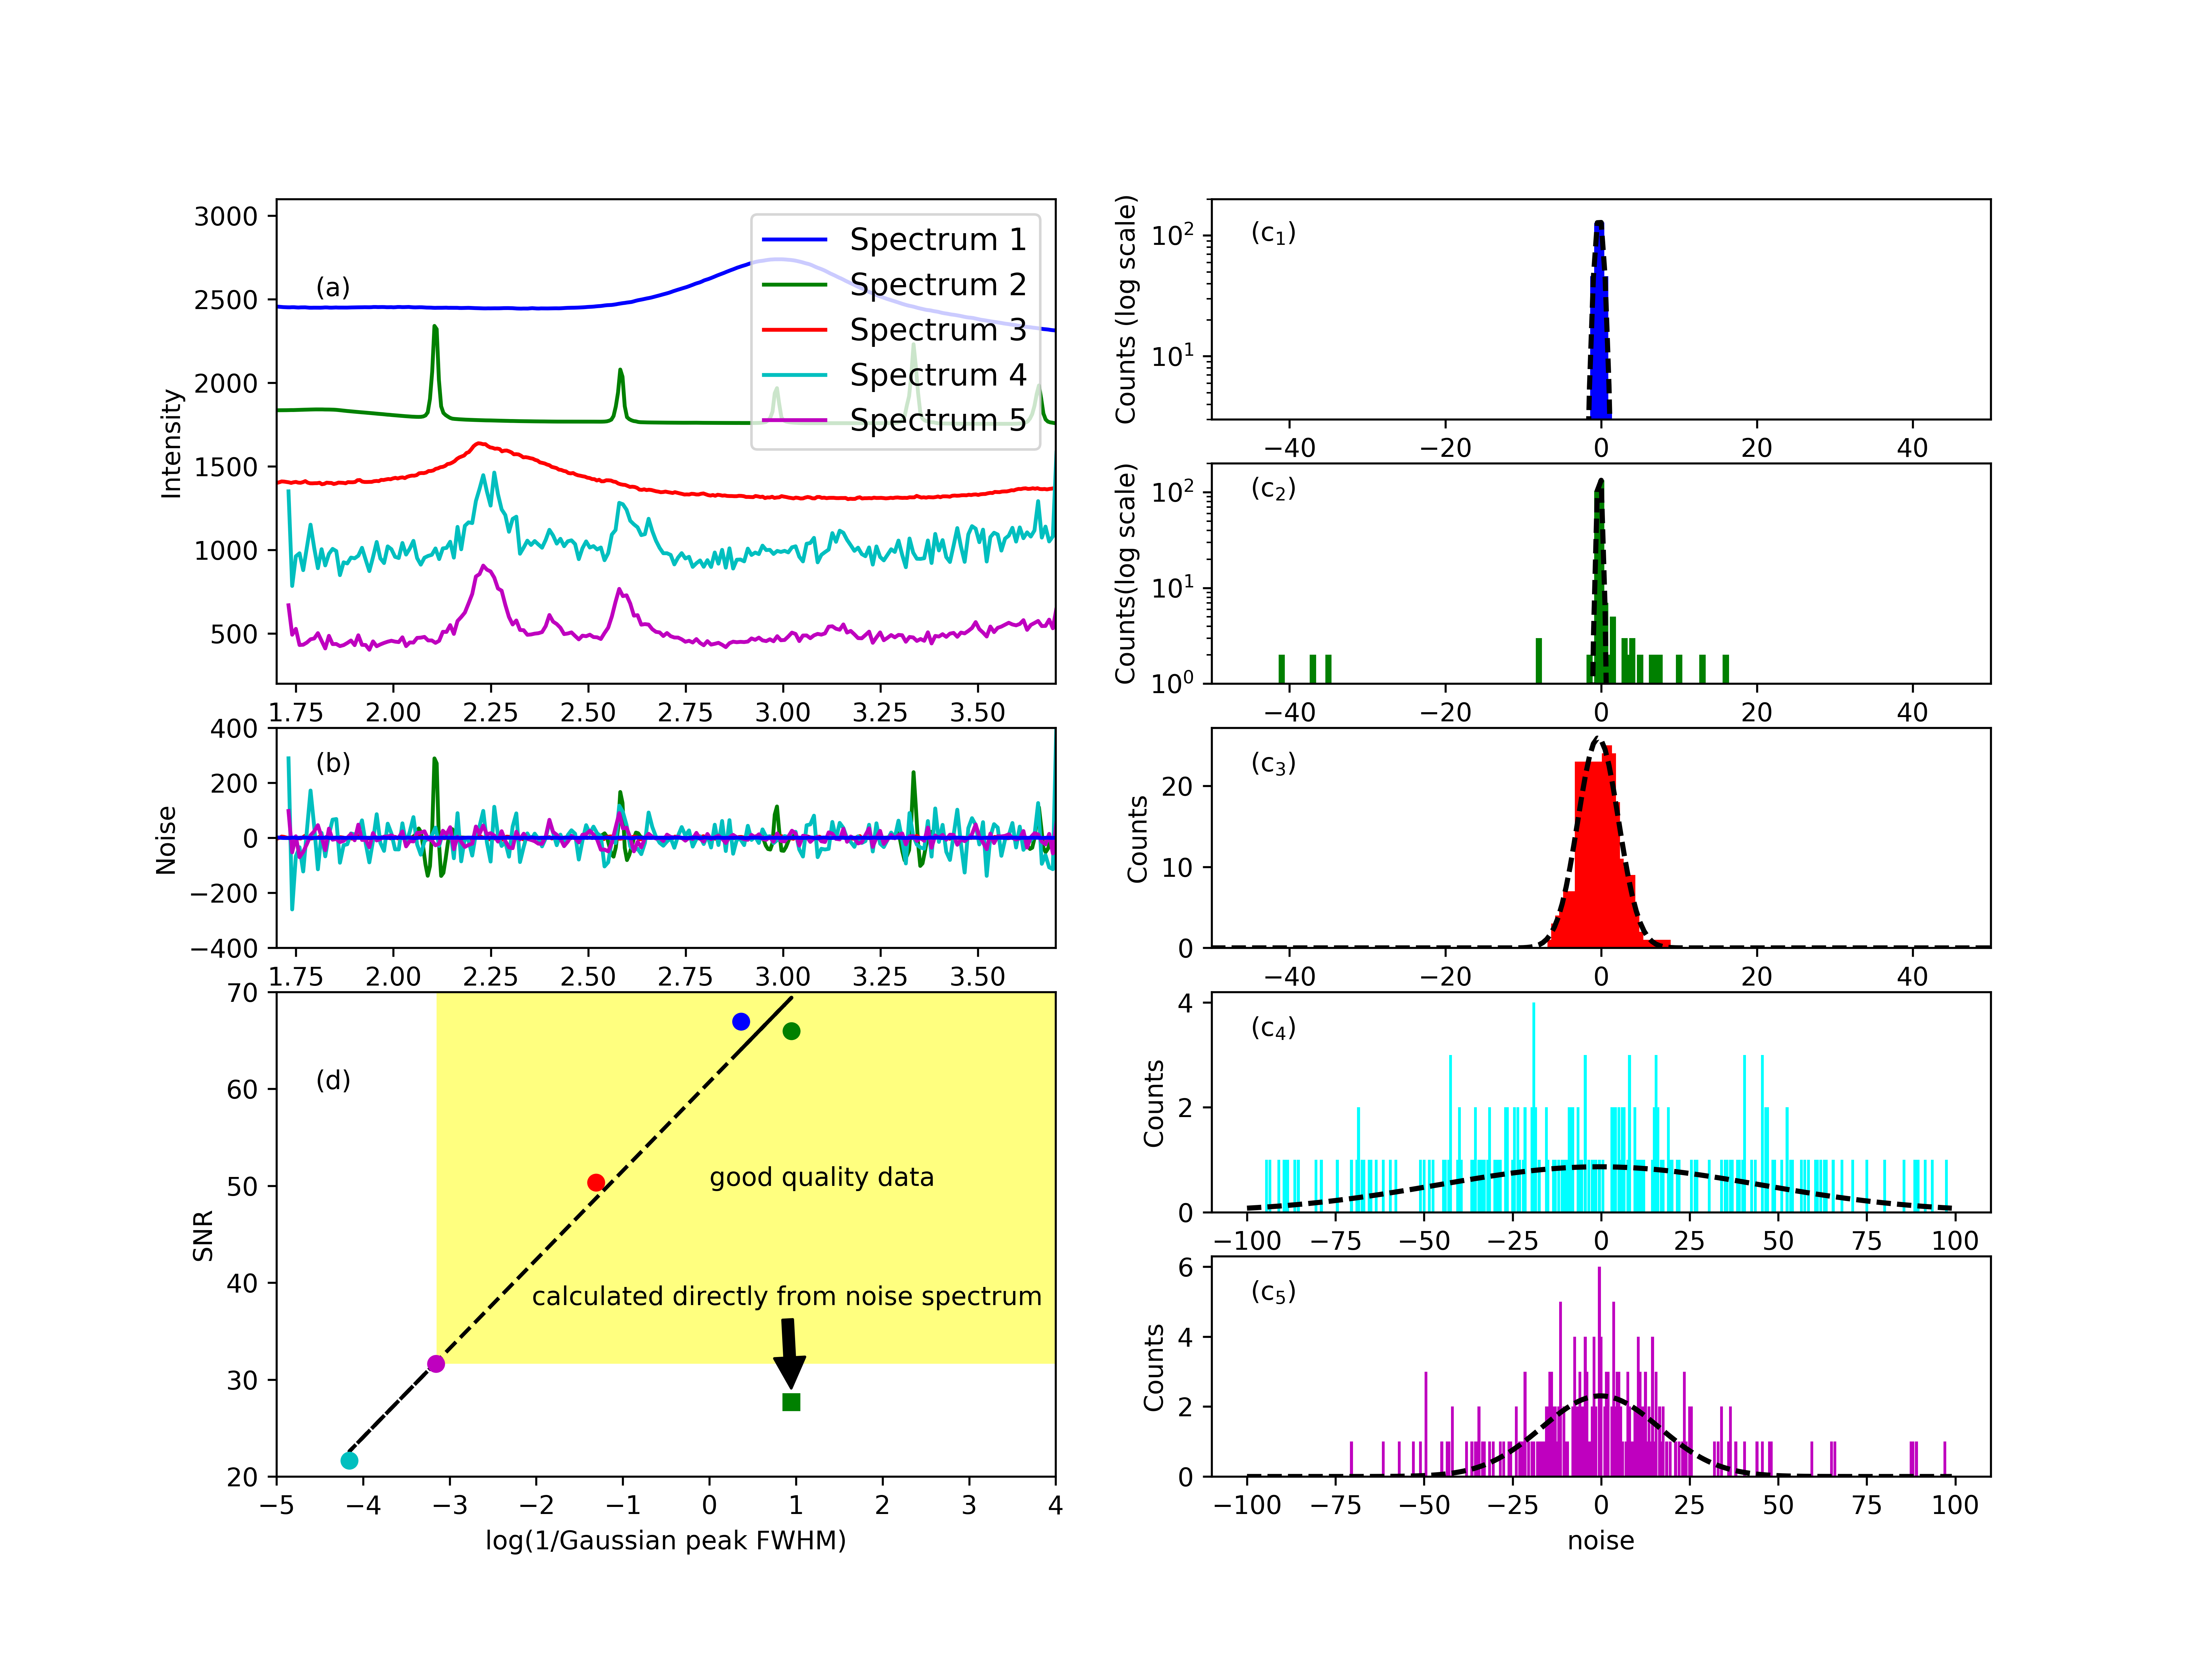 3000
2500
2000
1500
1000
500
Intensity
(a)
Spectrum 1
Spectrum 2
Spectrum 3
Spectrum 4
Spectrum 5
1.75 2.00 2.25 2.50 2.75 3.00 3.25 3.50
400
200
0
−200
−400
Noise
(b)
1.75 2.00 2.25 2.50 2.75 3.00 3.25 3.50
70
60
50
40
30
20
SNR
(d)
good quality data
calculated directly from noise spectrum
−5 −4 −3 −2 −1 0 1 2 3 4
log(1/Gaussian peak FWHM)
Counts (log scale)
10²
10¹
(c₁)
−40 −20 0 20 40
Counts(log scale)
10²
10¹
10⁰
(c₂)
−40 −20 0 20 40
Counts
20
10
0
(c₃)
−40 −20 0 20 40
Counts
4
2
0
(c₄)
−100 −75 −50 −25 0 25 50 75 100
Counts
6
4
2
0
(c₅)
−100 −75 −50 −25 0 25 50 75 100
noise